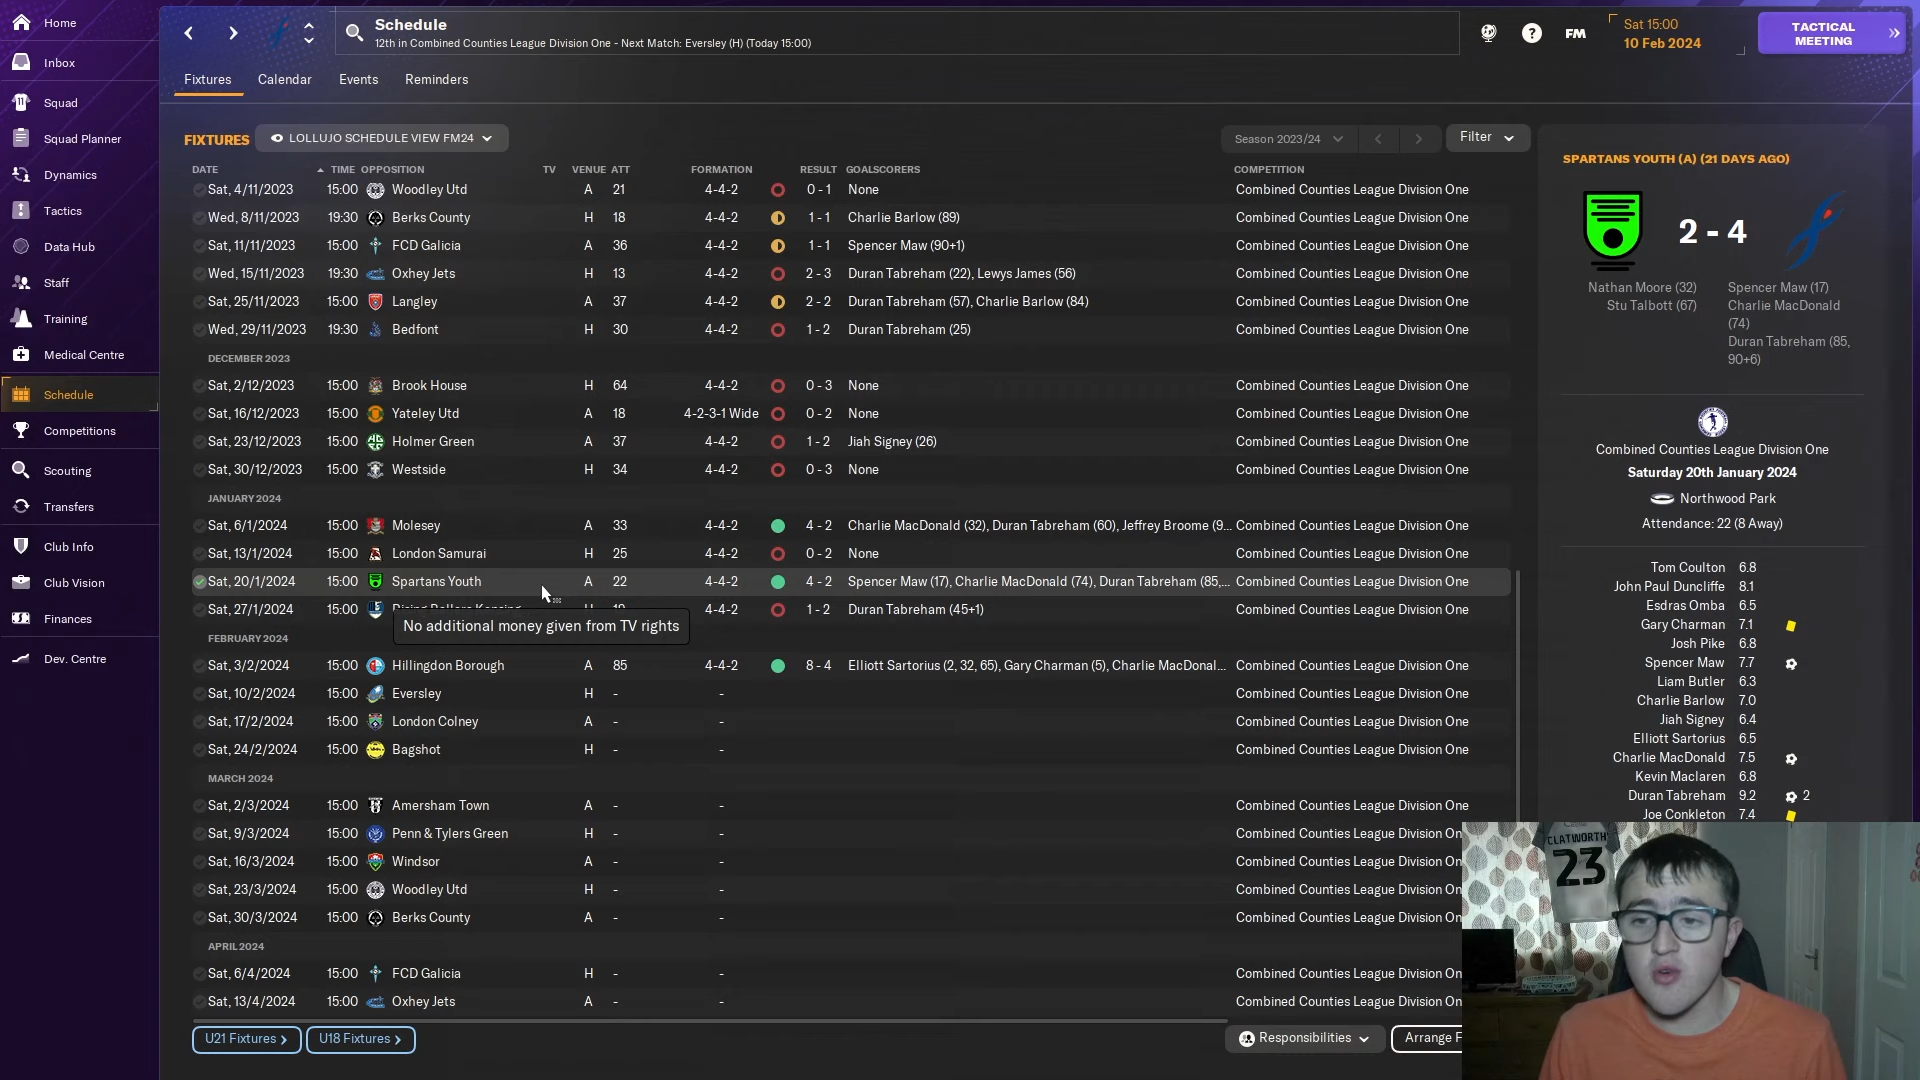 Home
Inbox
Squad
Squad Planner
Dynamics
Tactics
Data Hub
Staff
Training
Medical Centre
Schedule
Competitions
Scouting
Transfers
Club Info
Club Vision
Finances
Dev. Centre
Schedule
12th in Combined Counties League Division One - Next Match: Eversley (H) (Today 15:00)
? FM
Sat 15:00
10 Feb 2024
TACTICAL MEETING
Fixtures Calendar Events Reminders
FIXTURES LOLLUJO SCHEDULE VIEW FM24 Season 2023/24 Filter
DATE TIME OPPOSITION TV VENUE ATT FORMATION RESULT GOALSCORERS COMPETITION
Sat, 4/11/2023 15:00 Woodley Utd A 21 4-4-2 0 - 1 None Combined Counties League Division One
Wed, 8/11/2023 19:30 Berks County H 18 4-4-2 1 - 1 Charlie Barlow (89) Combined Counties League Division One
Sat, 11/11/2023 15:00 FCD Galicia A 36 4-4-2 1 - 1 Spencer Maw (90+1) Combined Counties League Division One
Wed, 15/11/2023 19:30 Oxhey Jets H 13 4-4-2 2 - 3 Duran Tabreham (22), Lewys James (56) Combined Counties League Division One
Sat, 25/11/2023 15:00 Langley A 37 4-4-2 2 - 2 Duran Tabreham (57), Charlie Barlow (84) Combined Counties League Division One
Wed, 29/11/2023 19:30 Bedfont H 30 4-4-2 1 - 2 Duran Tabreham (25) Combined Counties League Division One
DECEMBER 2023
Sat, 2/12/2023 15:00 Brook House H 64 4-4-2 0 - 3 None Combined Counties League Division One
Sat, 16/12/2023 15:00 Yateley Utd A 18 4-2-3-1 Wide 0 - 2 None Combined Counties League Division One
Sat, 23/12/2023 15:00 Holmer Green A 37 4-4-2 1 - 2 Jiah Signey (26) Combined Counties League Division One
Sat, 30/12/2023 15:00 Westside H 34 4-4-2 0 - 3 None Combined Counties League Division One
JANUARY 2024
Sat, 6/1/2024 15:00 Molesey A 33 4-4-2 4 - 2 Charlie MacDonald (32), Duran Tabreham (60), Jeffrey Broome (9... Combined Counties League Division One
Sat, 13/1/2024 15:00 London Samurai H 25 4-4-2 0 - 2 None Combined Counties League Division One
Sat, 20/1/2024 15:00 Spartans Youth A 22 4-4-2 4 - 2 Spencer Maw (17), Charlie MacDonald (74), Duran Tabreham (85,... Combined Counties League Division One
Sat, 27/1/2024 15:00 4-4-2 1 - 2 Duran Tabreham (45+1) Combined Counties League Division One
No additional money given from TV rights
FEBRUARY 2024
Sat, 3/2/2024 15:00 Hillingdon Borough A 85 4-4-2 8 - 4 Elliott Sartorius (2, 32, 65), Gary Charman (5), Charlie MacDonal... Combined Counties League Division One
Sat, 10/2/2024 15:00 Eversley H - - Combined Counties League Division One
Sat, 17/2/2024 15:00 London Colney A - - Combined Counties League Division One
Sat, 24/2/2024 15:00 Bagshot H - - Combined Counties League Division One
MARCH 2024
Sat, 2/3/2024 15:00 Amersham Town A - - Combined Counties League Division One
Sat, 9/3/2024 15:00 Penn & Tylers Green H - - Combined Counties League Division On
Sat, 16/3/2024 15:00 Windsor A - - Combined Counties League Division On
Sat, 23/3/2024 15:00 Woodley Utd H - - Combined Counties League Division On
Sat, 30/3/2024 15:00 Berks County A - - Combined Counties League Division On
APRIL 2024
Sat, 6/4/2024 15:00 FCD Galicia H - - Combined Counties League Division On
Sat, 13/4/2024 15:00 Oxhey Jets A - - Combined Counties League Division On
U21 Fixtures U18 Fixtures Responsibilities Arrange F
SPARTANS YOUTH (A) (21 DAYS AGO)
2 - 4
Nathan Moore (32)
Stu Talbott (67)
Spencer Maw (17)
Charlie MacDonald
(74)
Duran Tabreham (85,
90+6)
Combined Counties League Division One
Saturday 20th January 2024
Northwood Park
Attendance: 22 (8 Away)
Tom Coulton 6.8
John Paul Duncliffe 8.1
Esdras Omba 6.5
Gary Charman 7.1
Josh Pike 6.8
Spencer Maw 7.7
Liam Butler 6.3
Charlie Barlow 7.0
Jiah Signey 6.4
Elliott Sartorius 6.5
Charlie MacDonald 7.5
Kevin Maclaren 6.8
Duran Tabreham 9.2 2
Joe Conkleton 7.4
CLATWORTHY
23